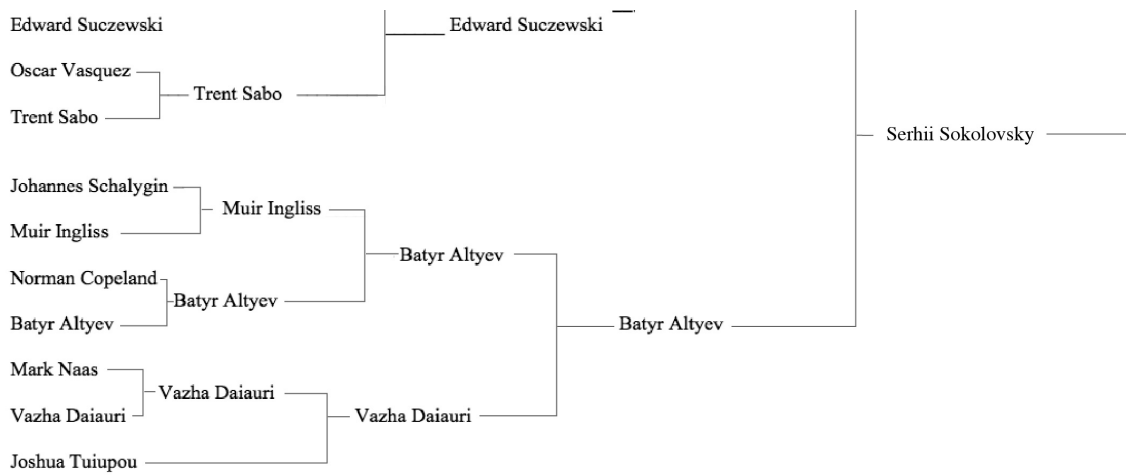 Edward Suczewski
Edward Suczewski
Oscar Vasquez
Trent Sabo
Trent Sabo
Serhii Sokolovsky
Johannes Schalygin
Muir Ingliss
Muir Ingliss
Batyr Altyev
Norman Copeland
Batyr Altyev
Batyr Altyev
Batyr Altyev
Mark Naas
Vazha Daiauri
Vazha Daiauri
Vazha Daiauri
Joshua Tuiupou